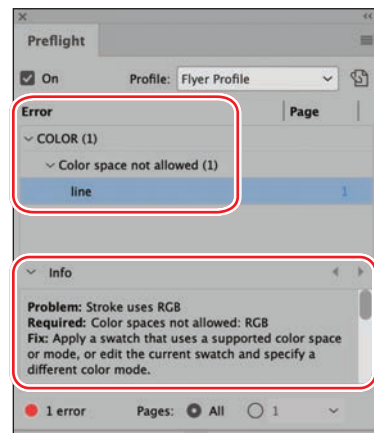 Preflight
On Profile: Flyer Profile
Error Page
COLOR (1)
Color space not allowed (1)
line 1
Info
Problem: Stroke uses RGB
Required: Color spaces not allowed: RGB
Fix: Apply a swatch that uses a supported color space
or mode, or edit the current swatch and specify a
different color mode.
1 error Pages: All 1